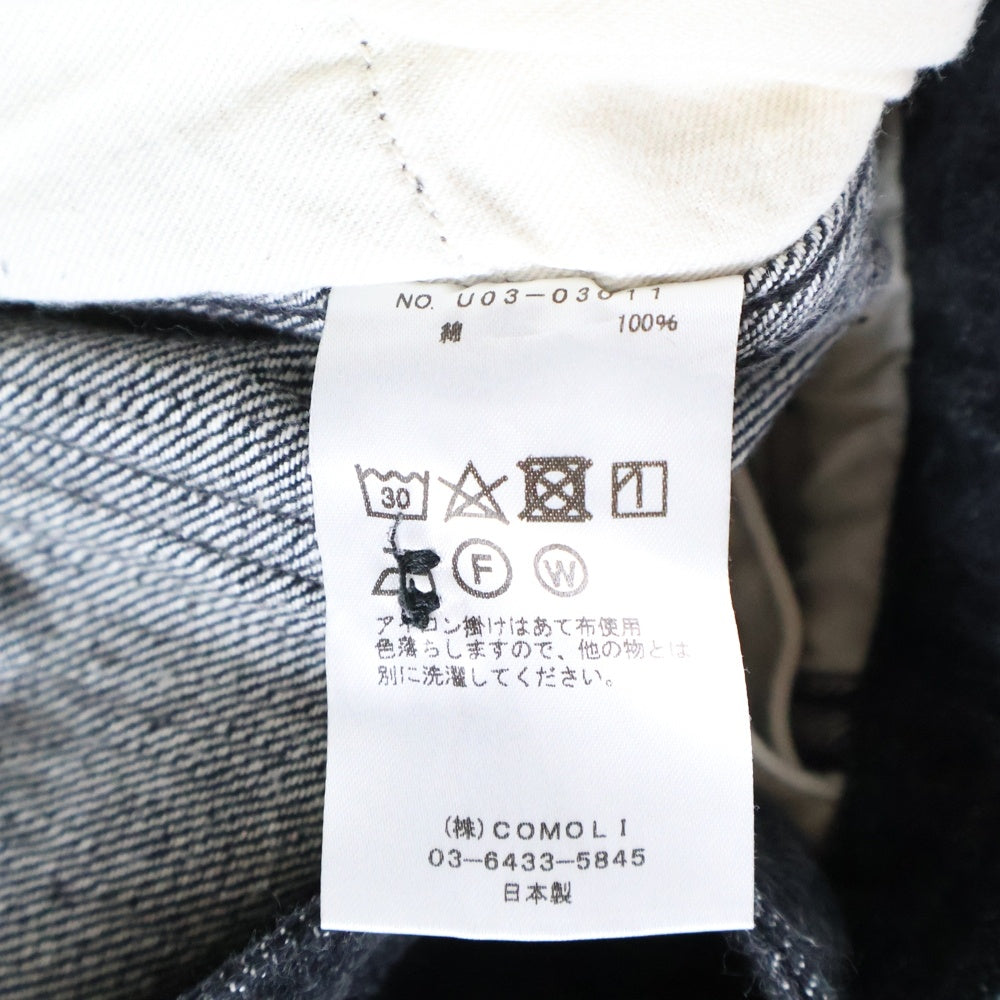 NO. U03-03011
綿 100%
30
F W
アイロン掛けはあて布使用
色落ちしますので、他の物とは
別に洗濯してください。
(株)COMOLI
03-6433-5845
日本製